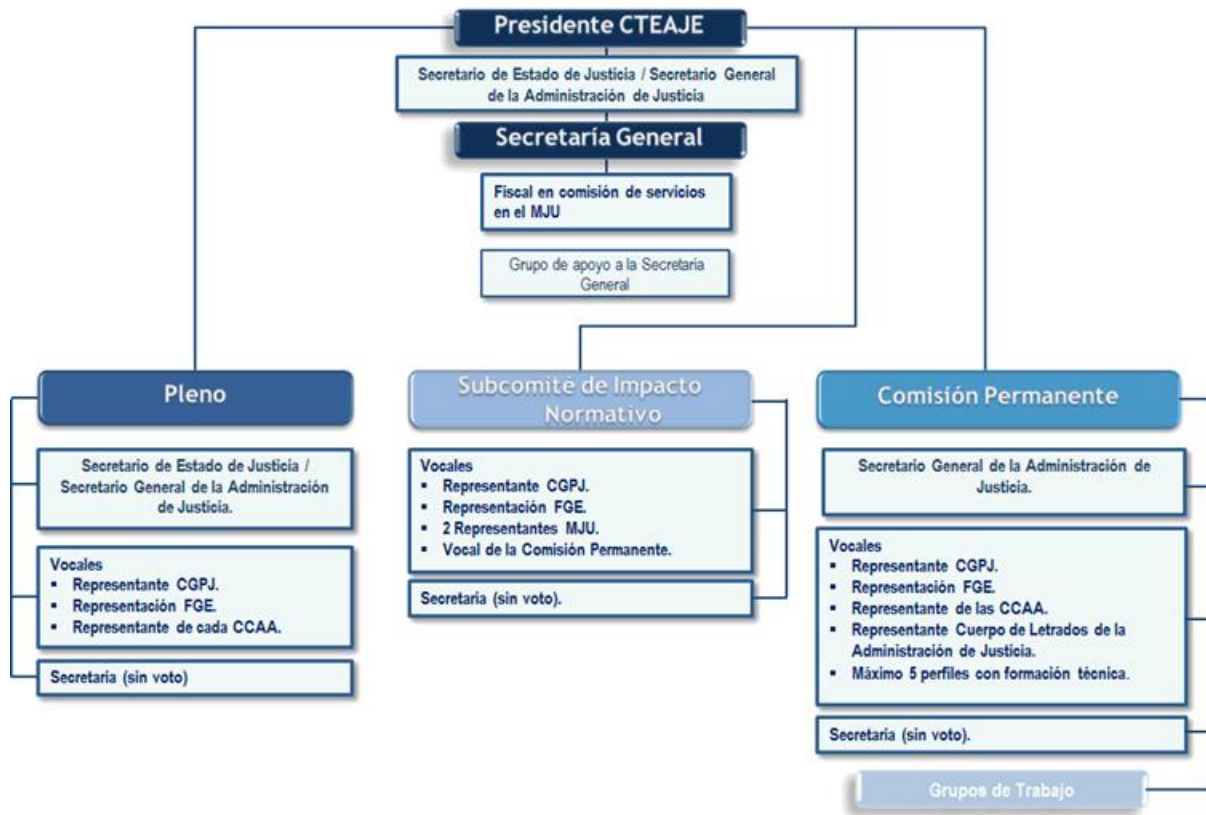 Presidente CTEAJE
Secretario de Estado de Justicia / Secretario General
de la Administración de Justicia
Secretaría General
Fiscal en comisión de servicios
en el MJU
Grupo de apoyo a la Secretaria
General
Pleno
Secretario de Estado de Justicia /
Secretario General de la Administración
de Justicia.
Vocales
▪ Representante CGPJ.
▪ Representación FGE.
▪ Representante de cada CCAA.
Secretaria (sin voto)
Subcomité de Impacto
Normativo
Vocales
▪ Representante CGPJ.
▪ Representación FGE.
▪ 2 Representantes MJU.
▪ Vocal de la Comisión Permanente.
Secretaria (sin voto).
Comisión Permanente
Secretario General de la Administración de
Justicia.
Vocales
▪ Representante CGPJ.
▪ Representación FGE.
▪ Representante de las CCAA.
▪ Representante Cuerpo de Letrados de la
Administración de Justicia.
▪ Máximo 5 perfiles con formación técnica.
Secretaria (sin voto).
Grupos de Trabajo